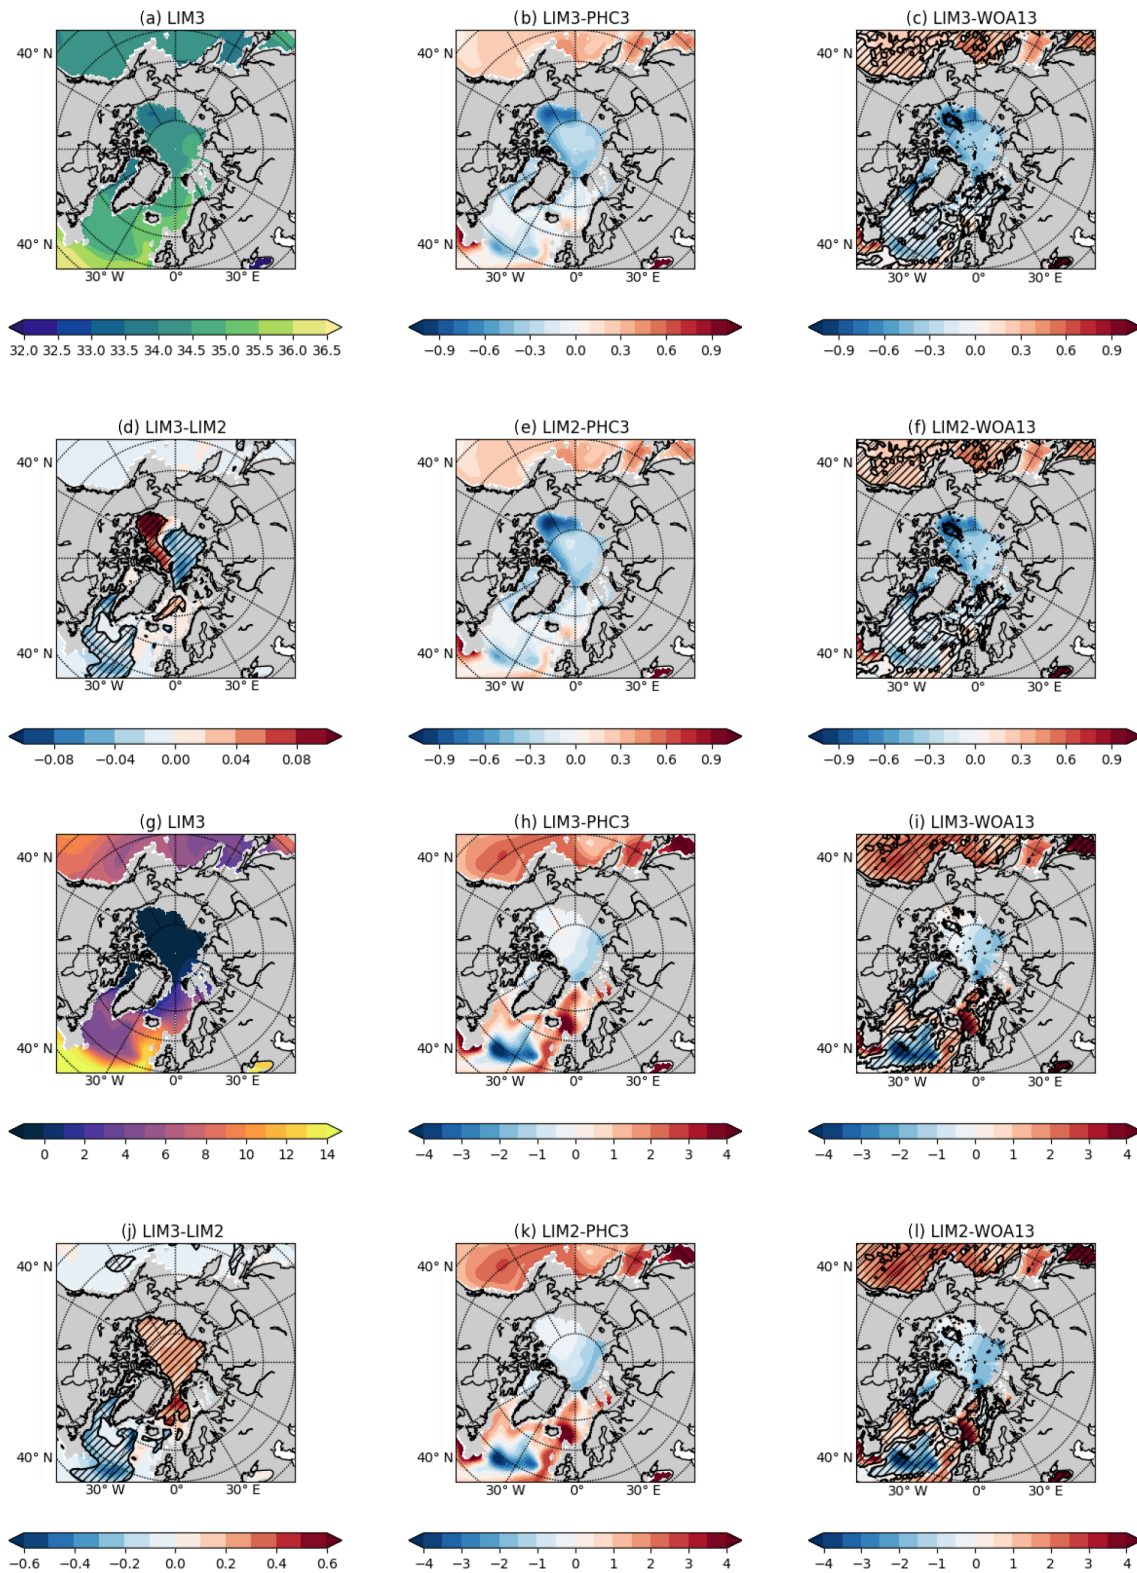 (a) LIM3 (b) LIM3-PHC3 (c) LIM3-WOA13
40° N 40° N 40° N
40° N 40° N 40° N
30° W 0° 30° E 30° W 0° 30° E 30° W 0° 30° E
32.0 32.5 33.0 33.5 34.0 34.5 35.0 35.5 36.0 36.5 −0.9 −0.6 −0.3 0.0 0.3 0.6 0.9 −0.9 −0.6 −0.3 0.0 0.3 0.6 0.9
(d) LIM3-LIM2 (e) LIM2-PHC3 (f) LIM2-WOA13
40° N 40° N 40° N
40° N 40° N 40° N
30° W 0° 30° E 30° W 0° 30° E 30° W 0° 30° E
−0.08 −0.04 0.00 0.04 0.08 −0.9 −0.6 −0.3 0.0 0.3 0.6 0.9 −0.9 −0.6 −0.3 0.0 0.3 0.6 0.9
(g) LIM3 (h) LIM3-PHC3 (i) LIM3-WOA13
40° N 40° N 40° N
40° N 40° N 40° N
30° W 0° 30° E 30° W 0° 30° E 30° W 0° 30° E
0 2 4 6 8 10 12 14 −4 −3 −2 −1 0 1 2 3 4 −4 −3 −2 −1 0 1 2 3 4
(j) LIM3-LIM2 (k) LIM2-PHC3 (l) LIM2-WOA13
40° N 40° N 40° N
40° N 40° N 40° N
30° W 0° 30° E 30° W 0° 30° E 30° W 0° 30° E
−0.6 −0.4 −0.2 0.0 0.2 0.4 0.6 −4 −3 −2 −1 0 1 2 3 4 −4 −3 −2 −1 0 1 2 3 4